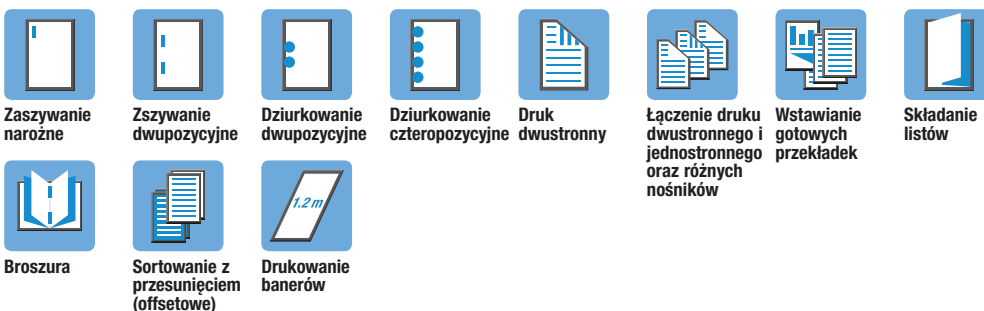 Zaszywanie
narożne
Zszywanie
dwupozycyjne
Dziurkowanie
dwupozycyjne
Dziurkowanie
czteropozycyjne
Druk
dwustronny
Łączenie druku
dwustronnego i
jednostronnego
oraz różnych
nośników
Wstawianie
gotowych
przekładek
Składanie
listów
Broszura
Sortowanie z
przesunięciem
(offsetowe)
1.2 m
Drukowanie
banerów